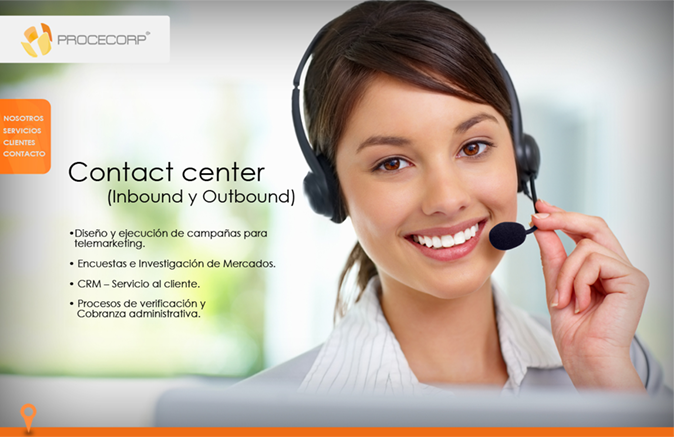 PROCECORP®
NOSOTROS
SERVICIOS
CLIENTES
CONTACTO
Contact center
(Inbound y Outbound)
•Diseño y ejecución de campañas para
telemarketing.
• Encuestas e Investigación de Mercados.
• CRM – Servicio al cliente.
• Procesos de verificación y
Cobranza administrativa.